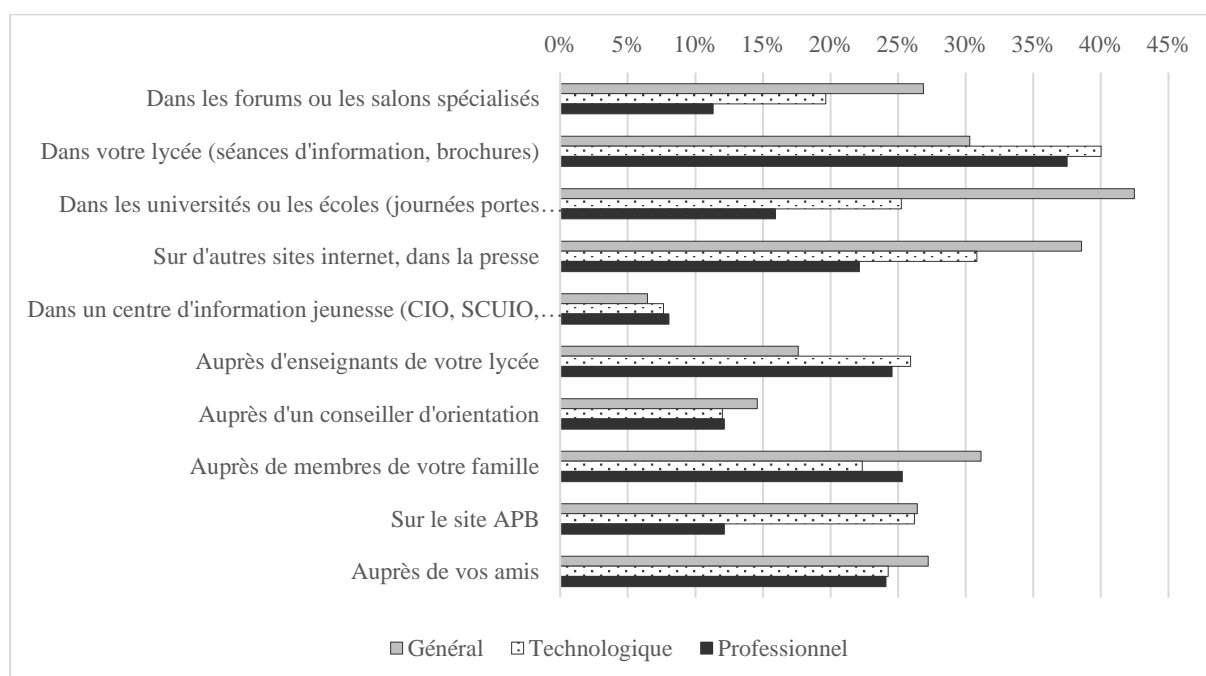 0% 5% 10% 15% 20% 25% 30% 35% 40% 45%
Dans les forums ou les salons spécialisés
Dans votre lycée (séances d'information, brochures)
Dans les universités ou les écoles (journées portes…
Sur d'autres sites internet, dans la presse
Dans un centre d'information jeunesse (CIO, SCUIO,…
Auprès d'enseignants de votre lycée
Auprès d'un conseiller d'orientation
Auprès de membres de votre famille
Sur le site APB
Auprès de vos amis
Général Technologique Professionnel